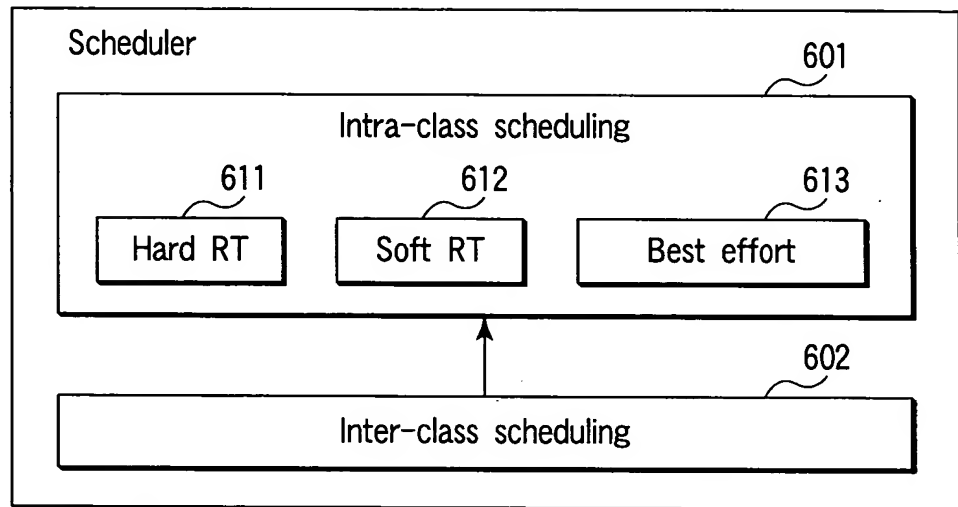 Scheduler
601
Intra-class scheduling
611
612
613
Hard RT
Soft RT
Best effort
602
Inter-class scheduling